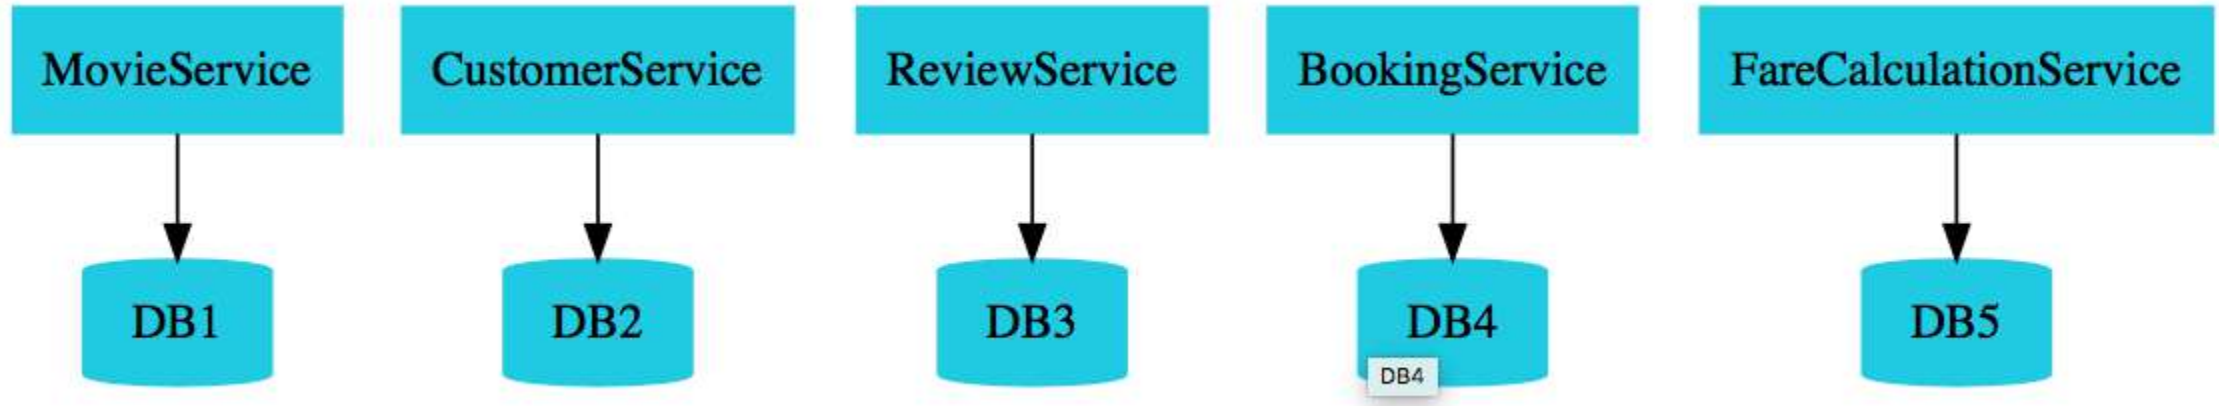 MovieService
CustomerService
ReviewService
BookingService
FareCalculationService
DB1
DB2
DB3
DB4
DB5
DB4